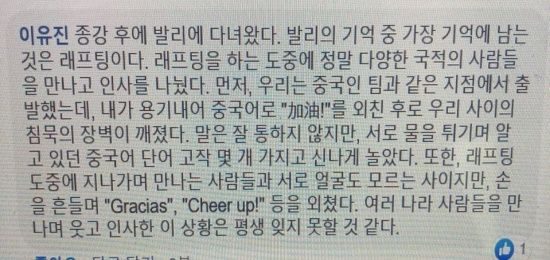 이유진 종강 후에 발리에 다녀왔다. 발리의 기억 중 가장 기억에 남는
것은 래프팅이다. 래프팅을 하는 도중에 정말 다양한 국적의 사람들
을 만나고 인사를 나눴다. 먼저, 우리는 중국인 팀과 같은 지점에서 출
발했는데, 내가 용기내어 중국어로 "加油!"를 외친 후로 우리 사이의
침묵의 장벽이 깨졌다. 말은 잘 통하지 않지만, 서로 물을 튀기며 알
고 있던 중국어 단어 고작 몇 개 가지고 신나게 놀았다. 또한, 래프팅
도중에 지나가며 만나는 사람들과 서로 얼굴도 모르는 사이지만, 손
을 흔들며 "Gracias", "Cheer up!" 등을 외쳤다. 여러 나라 사람들을 만
나며 웃고 인사한 이 상황은 평생 잊지 못할 것 같다.
1